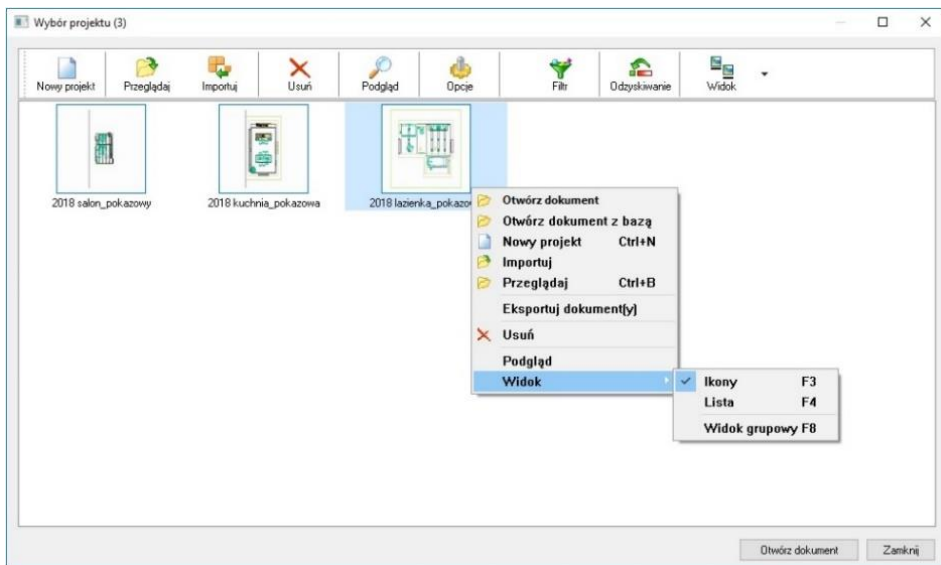 Wybór projektu (3)
Nowy projekt Przeglądaj Importuj Usuń Podgląd Opcje Filtr Odzyskiwanie Widok
2018 salon_pokazowy 2018 kuchnia_pokazowa 2018 lazienka_pokazow
Otwórz dokument
Otwórz dokument z bazą
Nowy projekt Ctrl+N
Importuj
Przeglądaj Ctrl+B
Eksportuj dokument(y)
Usuń
Podgląd
Widok
Ikony F3
Lista F4
Widok grupowy F8
Otwórz dokument Zamknij